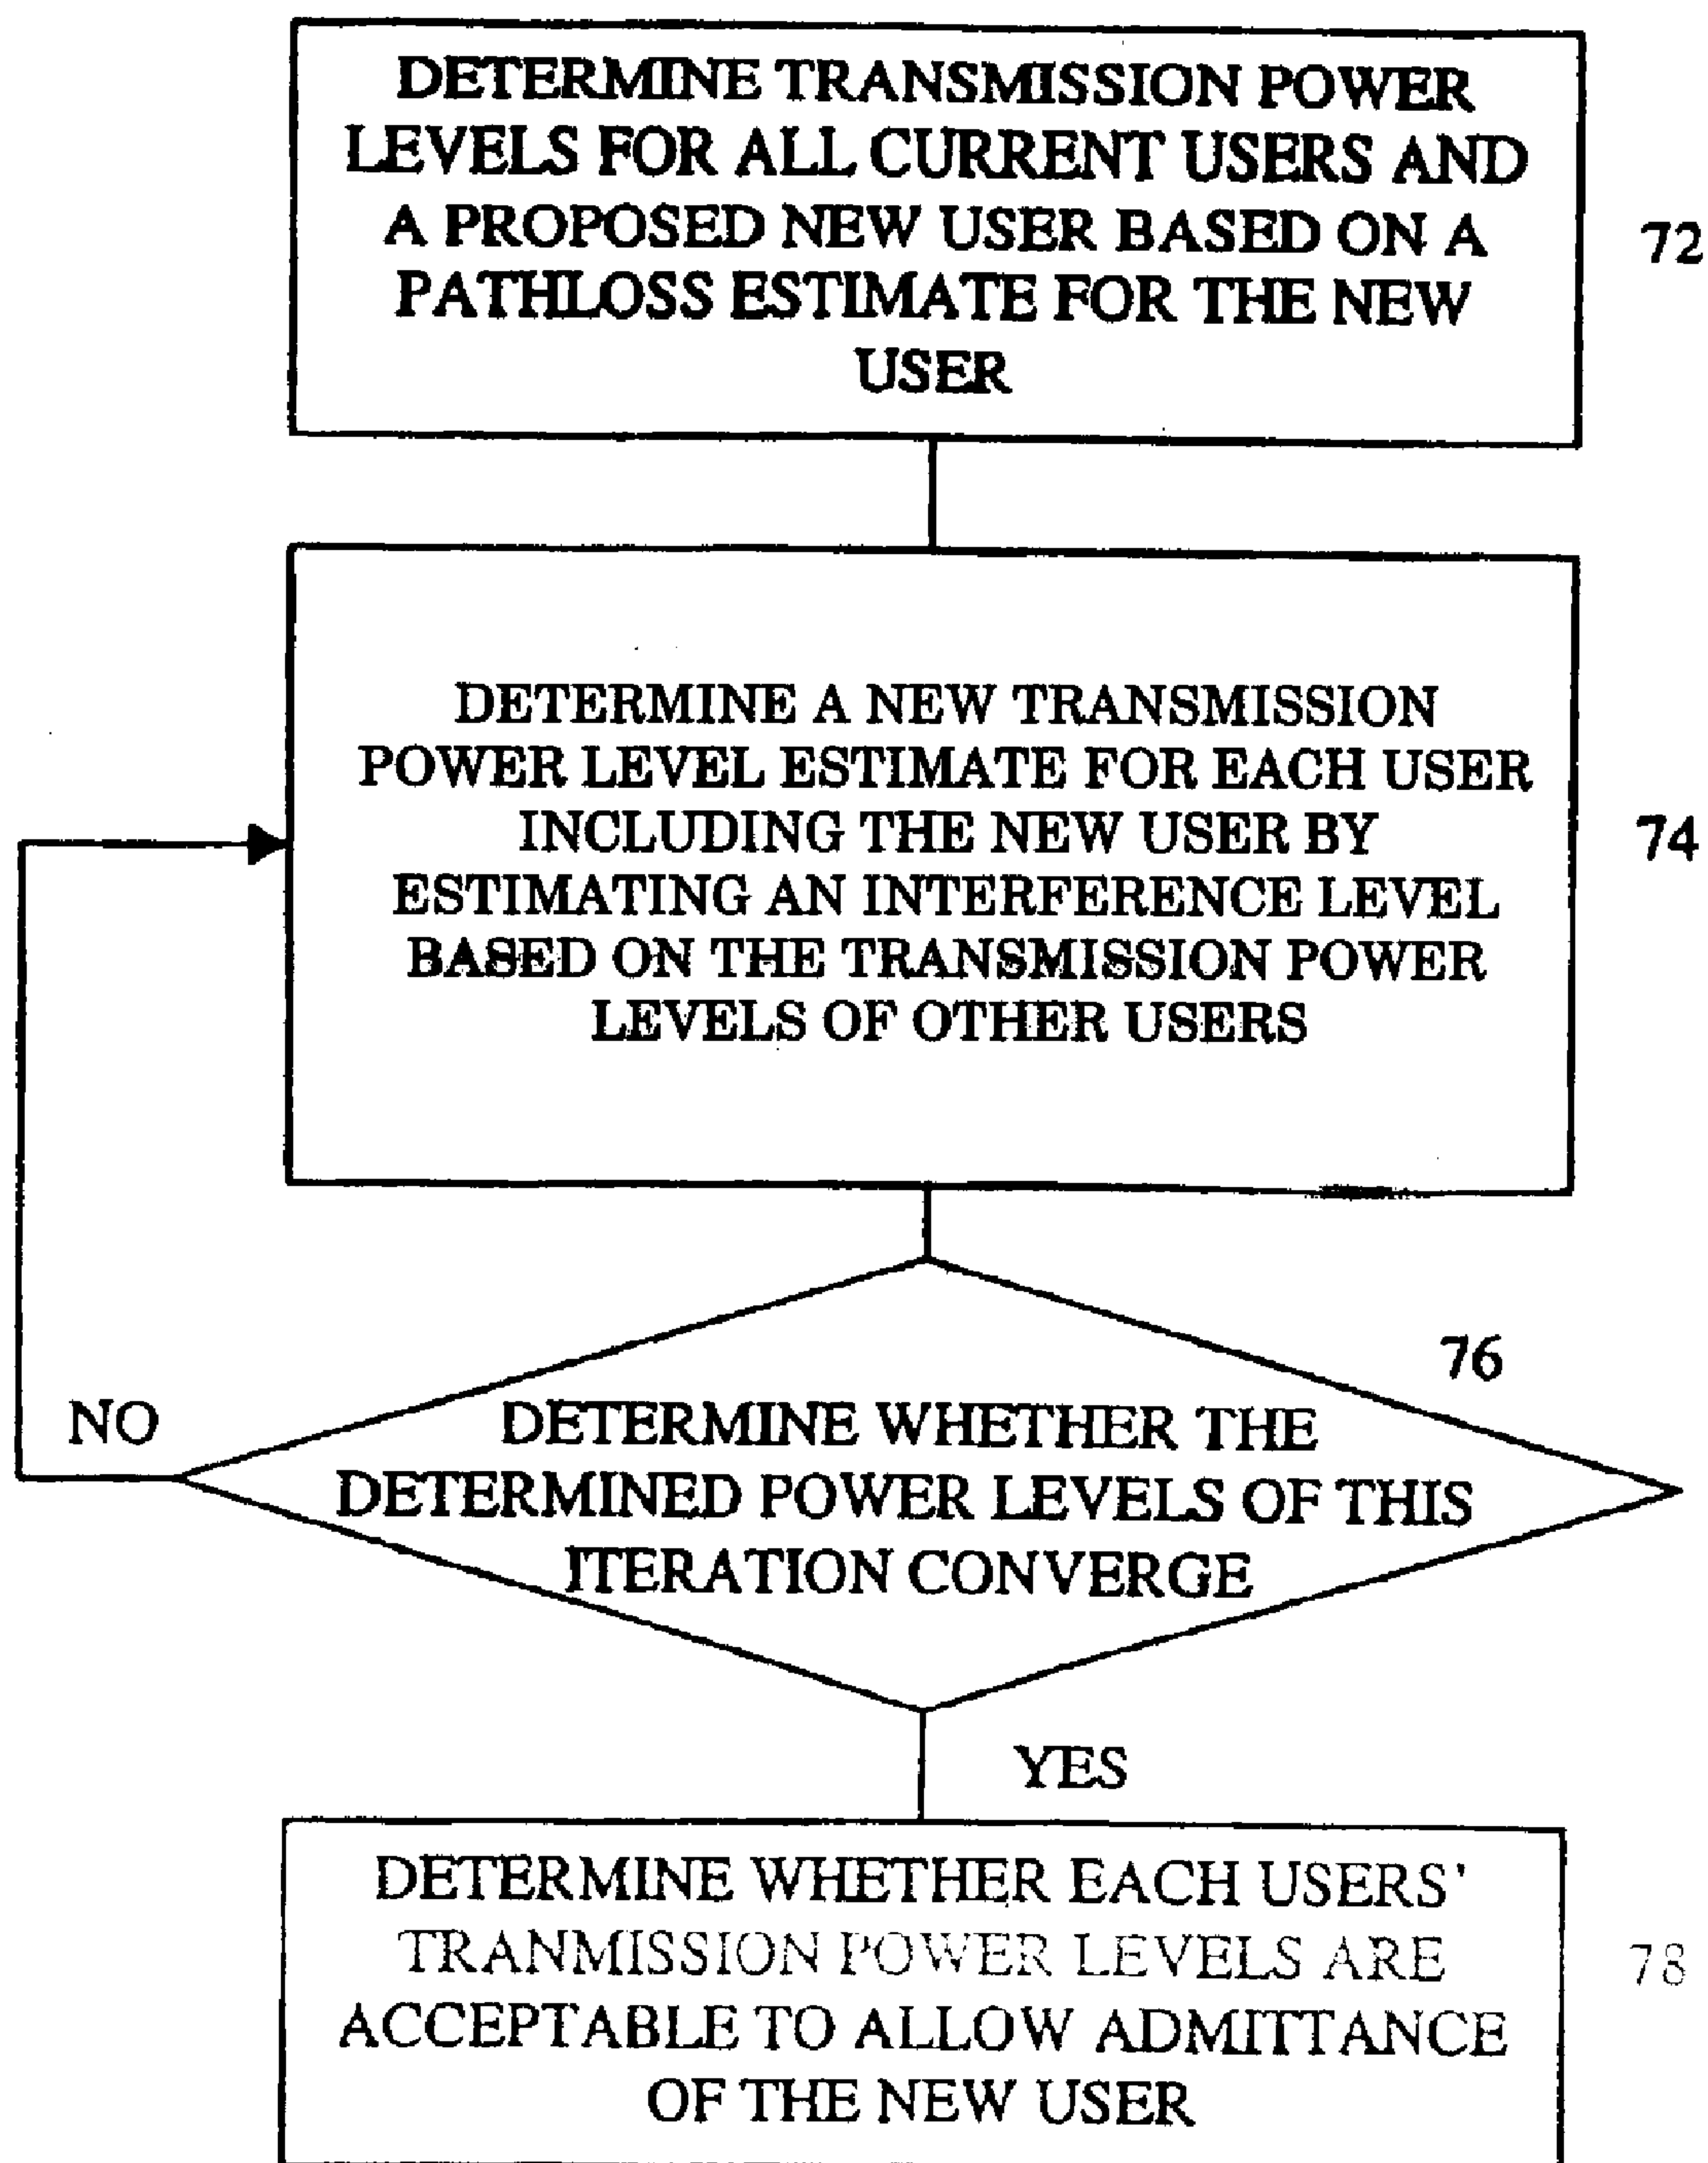 DETERMINE TRANSMISSION POWER
LEVELS FOR ALL CURRENT USERS AND
A PROPOSED NEW USER BASED ON A
PATHLOSS ESTIMATE FOR THE NEW
USER
72
DETERMINE A NEW TRANSMISSION
POWER LEVEL ESTIMATE FOR EACH USER
INCLUDING THE NEW USER BY
ESTIMATING AN INTERFERENCE LEVEL
BASED ON THE TRANSMISSION POWER
LEVELS OF OTHER USERS
74
76
NO
DETERMINE WHETHER THE
DETERMINED POWER LEVELS OF THIS
ITERATION CONVERGE
YES
DETERMINE WHETHER EACH USERS'
TRANMISSION POWER LEVELS ARE
ACCEPTABLE TO ALLOW ADMITTANCE
OF THE NEW USER
78